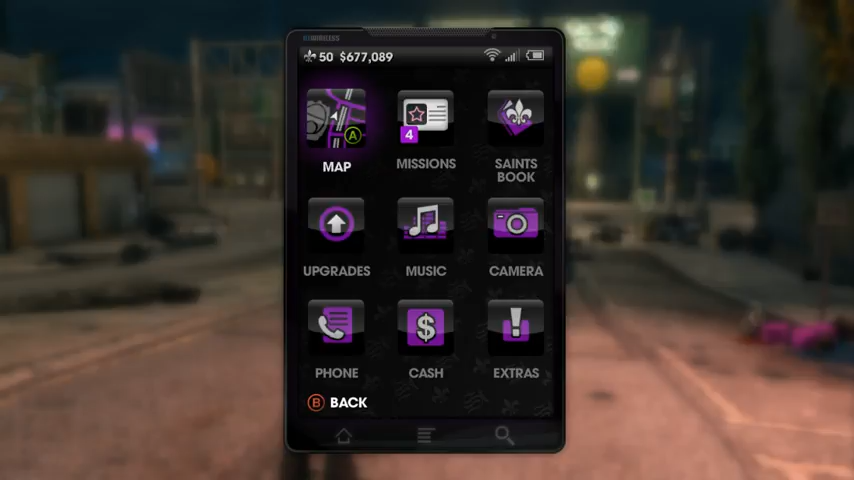 50 $677,089
A
MAP
4
MISSIONS
SAINTS
BOOK
UPGRADES
MUSIC
CAMERA
$
!
PHONE
CASH
EXTRAS
B BACK